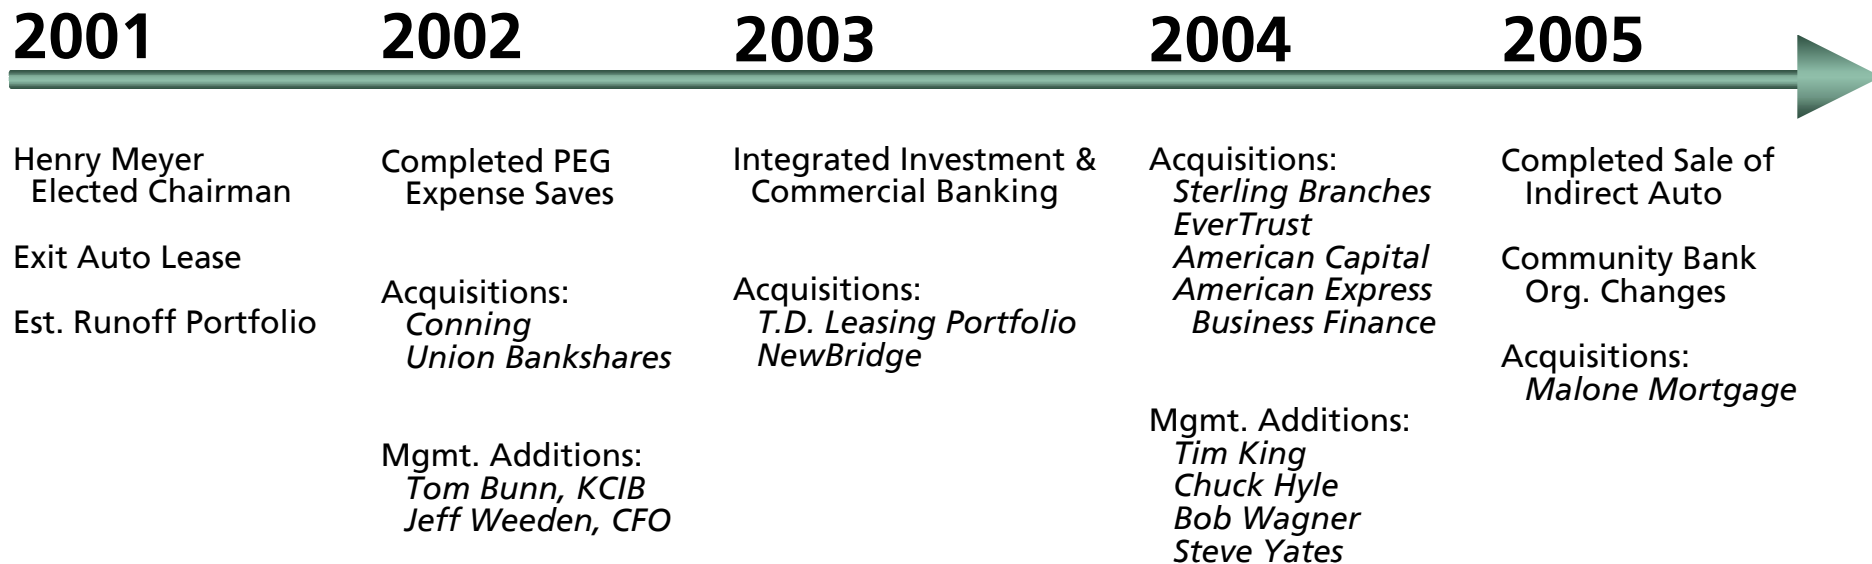 2001
Henry Meyer
Elected Chairman
Exit Auto Lease
Est. Runoff Portfolio
2002
Completed PEG
Expense Saves
Acquisitions:
Conning
Union Bankshares
Mgmt. Additions:
Tom Bunn, KCIB
Jeff Weeden, CFO
2003
Integrated Investment &
Commercial Banking
Acquisitions:
T.D. Leasing Portfolio
NewBridge
2004
Acquisitions:
Sterling Branches
EverTrust
American Capital
American Express
Business Finance
Mgmt. Additions:
Tim King
Chuck Hyle
Bob Wagner
Steve Yates
2005
Completed Sale of
Indirect Auto
Community Bank
Org. Changes
Acquisitions:
Malone Mortgage